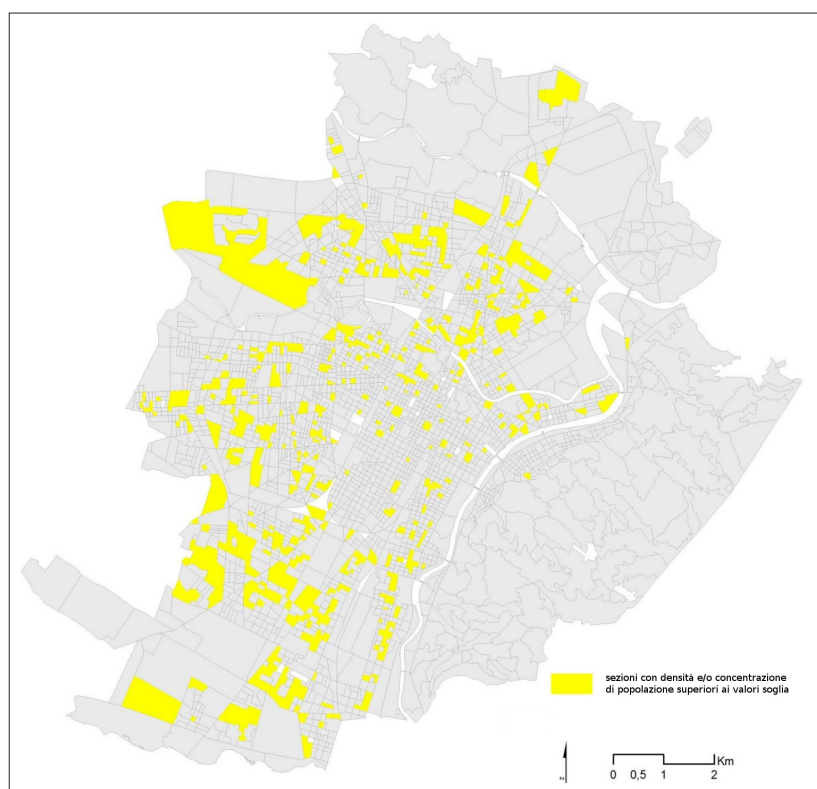 sezioni con densità e/o concentrazione
di popolazione superiori ai valori soglia
N
Km
0 0,5 1 2